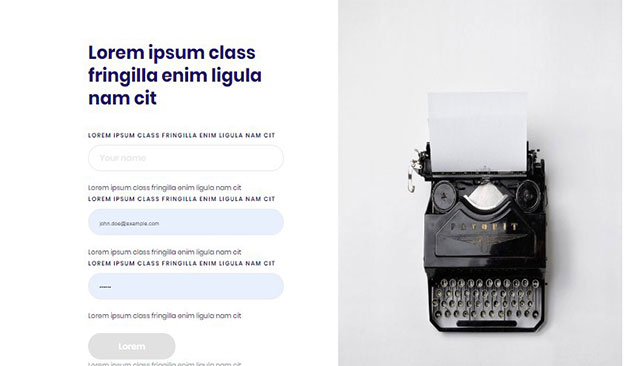 Lorem ipsum class
fringilla enim ligula
nam cit
LOREM IPSUM CLASS FRINGILLA ENIM LIGULA NAM CIT
Your name
Lorem ipsum class fringilla enim ligula nam cit
LOREM IPSUM CLASS FRINGILLA ENIM LIGULA NAM CIT
john.doe@example.com
Lorem ipsum class fringilla enim ligula nam cit
LOREM IPSUM CLASS FRINGILLA ENIM LIGULA NAM CIT
••••••
Lorem ipsum class fringilla enim ligula nam cit
Lorem
Lorem ipsum class fringilla enim ligula nam cit